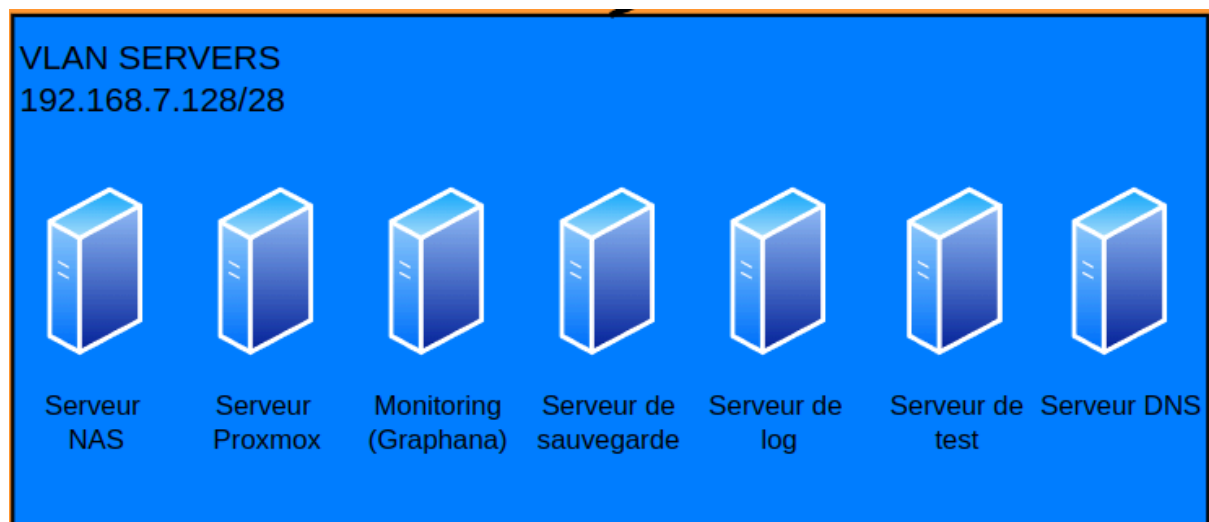 VLAN SERVERS
192.168.7.128/28
Serveur
NAS
Serveur
Proxmox
Monitoring
(Graphana)
Serveur de
sauvegarde
Serveur de
log
Serveur de
test
Serveur DNS